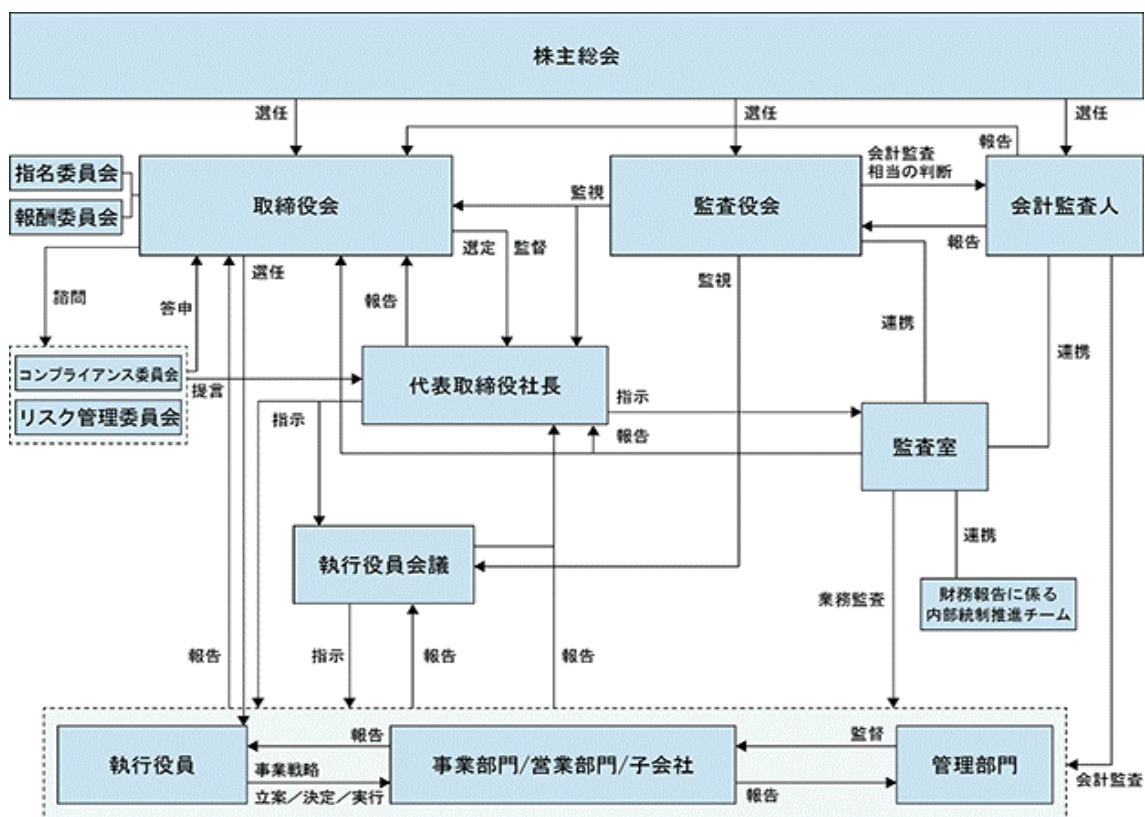 株主総会
選任
選任
選任
報告
指名委員会
報酬委員会
取締役会
監視
監査役会
会計監査
相当の判断
会計監査人
報告
選定
監督
選任
諮問
答申
報告
監視
連携
連携
コンプライアンス委員会
リスク管理委員会
提言
代表取締役社長
指示
指示
報告
監査室
執行役員会議
連携
業務監査
財務報告に係る
内部統制推進チーム
報告
指示
報告
報告
執行役員
報告
事業戦略
立案／決定／実行
事業部門/営業部門/子会社
監督
報告
管理部門
会計監査